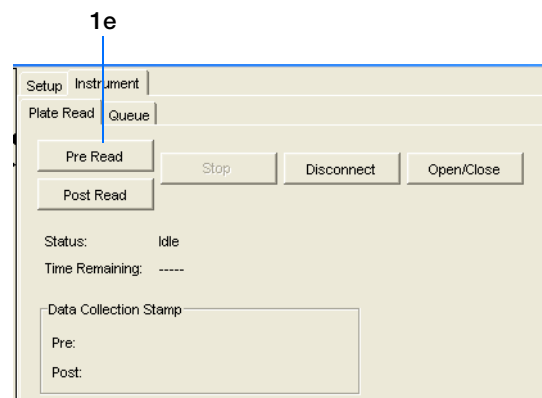 1e
Setup Instrument
Plate Read Queue
Pre Read Stop Disconnect Open/Close
Post Read
Status: Idle
Time Remaining: -----
Data Collection Stamp
Pre:
Post: